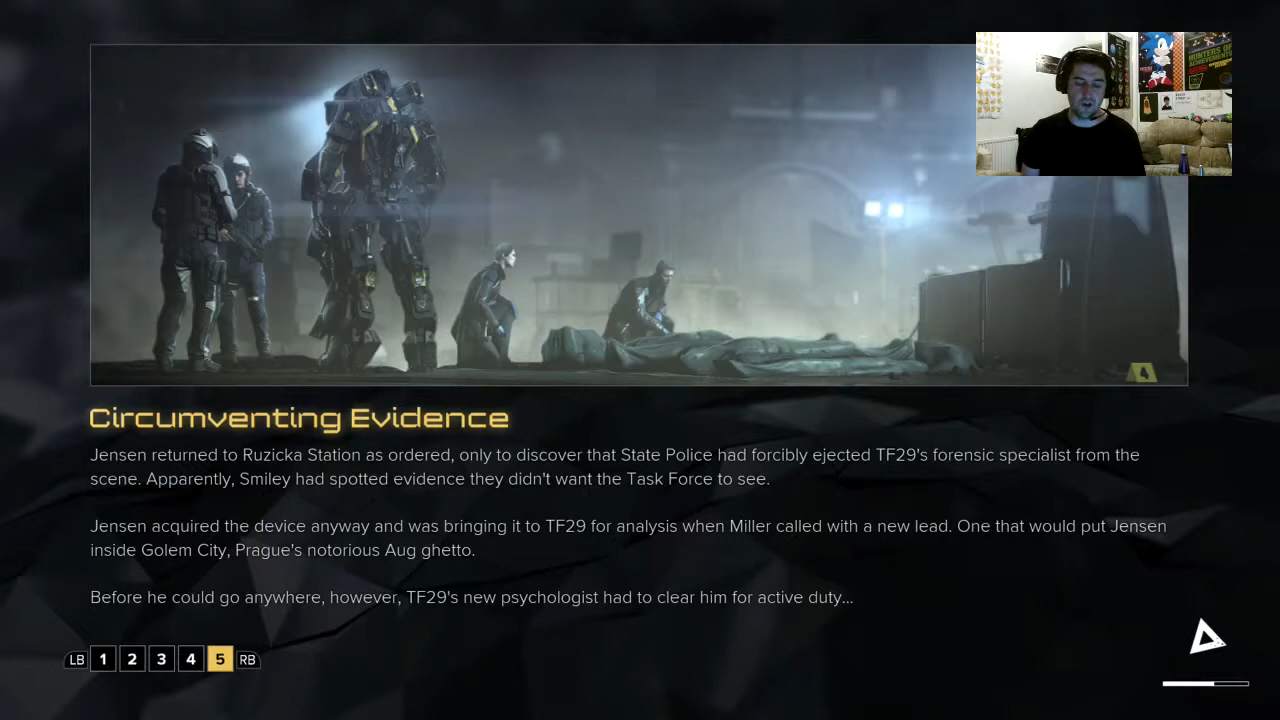 HUNTERS OF
ACHIEVEMENTS
4
Circumventing Evidence
Jensen returned to Ruzicka Station as ordered, only to discover that State Police had forcibly ejected TF29's forensic specialist from the
scene. Apparently, Smiley had spotted evidence they didn't want the Task Force to see.
Jensen acquired the device anyway and was bringing it to TF29 for analysis when Miller called with a new lead. One that would put Jensen
inside Golem City, Prague's notorious Aug ghetto.
Before he could go anywhere, however, TF29's new psychologist had to clear him for active duty...
LB 1 2 3 4 5 RB